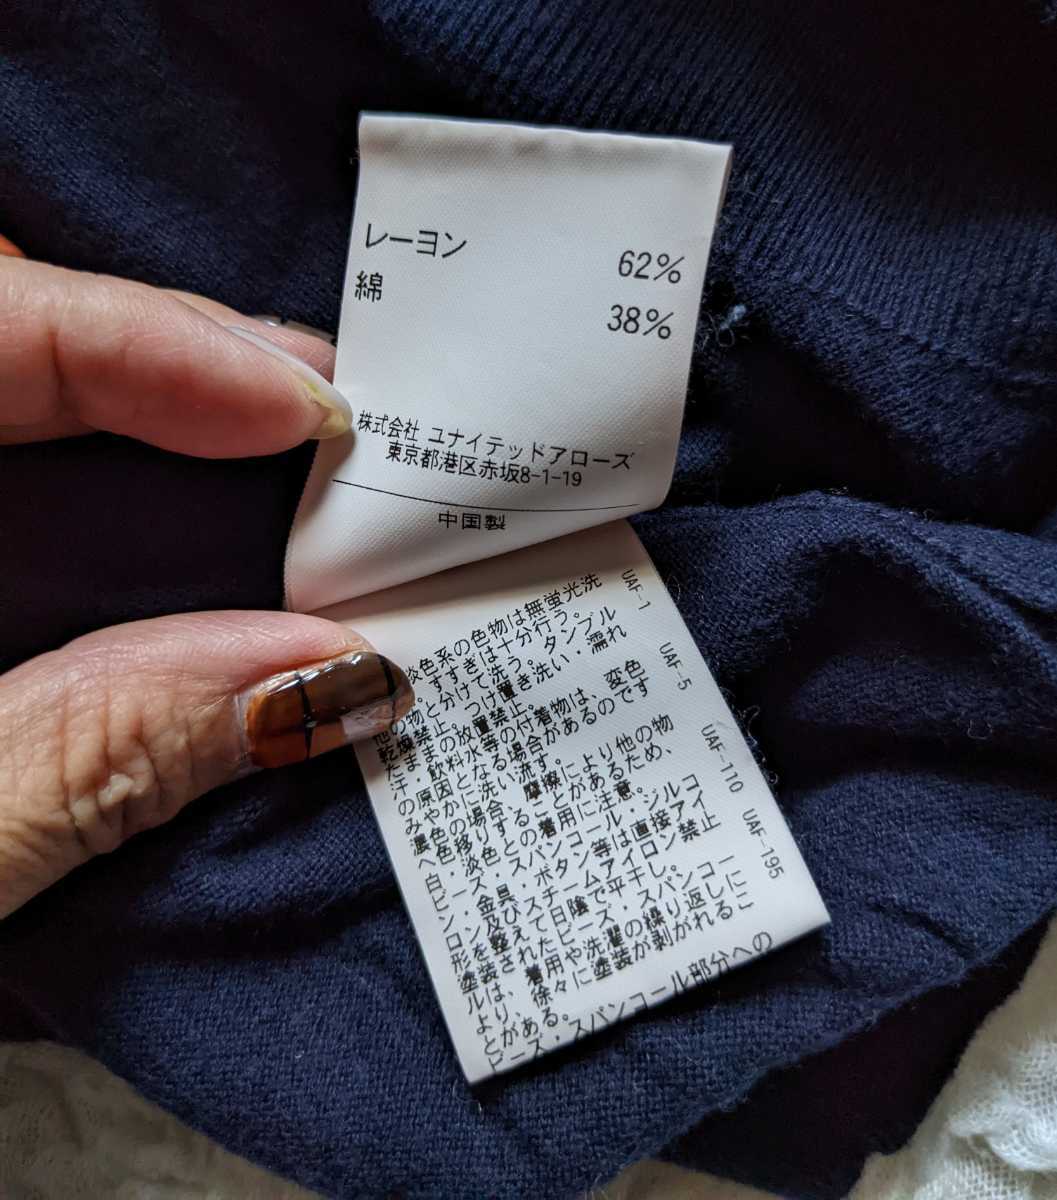 レーヨン 62%
綿 38%
株式会社 ユナイテッドアローズ
東京都港区赤坂8-1-19
中国製
UAF-1
淡色系の色物は無蛍光洗
。すすぎは十分行う。
他の物と分けて洗う。タンブル
乾燥禁止。つけ置き洗い・濡れ
たままの放置禁止。
UAF-5
汗・飲料水等の付着物は、変色
の原因となる場合があるのです
みやかに洗い流す。
UAF-110
濃色の場合、摩擦により他の物
へ色移りすることがあるため、
白・淡色との着用に注意。
UAF-195
ビーズ・スパンコール・ジルコ
ン・金具・ボタン等は直接アイ
ロン及びスチームアイロン禁止
形を整えて日陰で平干し。
塗装されたビーズ・スパンコー
ルは、着用や洗濯の繰り返しに
より、徐々に塗装が剥がれるこ
とがある。
ビーズ・スパンコール部分への